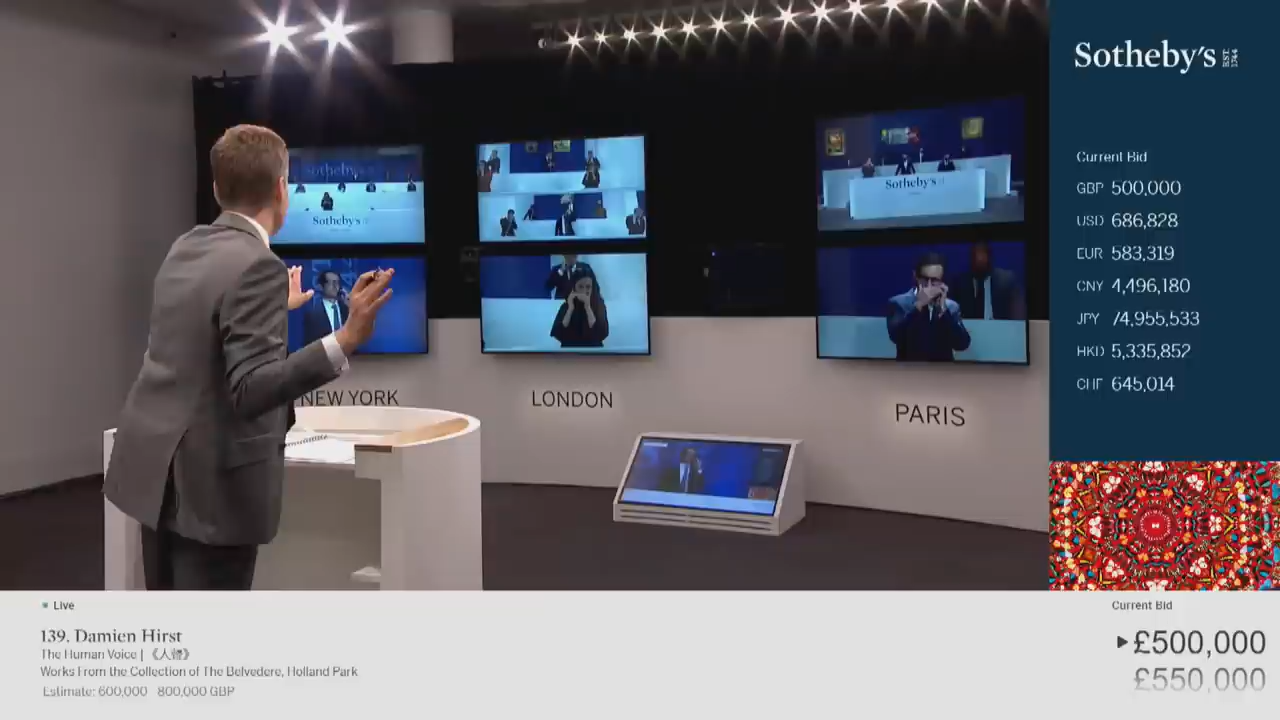 Sotheby's EST. 1744
Current Bid
GBP 500,000
USD 686,828
EUR 583,319
CNY 4,496,180
JPY 74,955,533
HKD 5,335,852
CHF 645,014
Sotheby's
Sotheby's
Sotheby's
NEW YORK
LONDON
PARIS
Live
139. Damien Hirst
The Human Voice | 《人聲》
Works From the Collection of The Belvedere, Holland Park
Estimate: 600,000 800,000 GBP
Current Bid
£500,000
£550,000